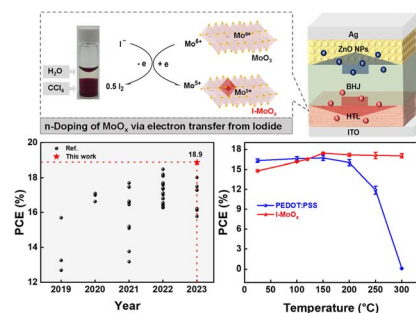 H₂O
CCl₄
I⁻
0.5 I₂
- e
+ e
Mo⁶⁺
Mo⁵⁺
Mo⁶⁺
MoO₃
Mo⁵⁺
I-MoOₓ
n-Doping of MoOₓ via electron transfer from Iodide
Ag
ZnO NPs
BHJ
HTL
ITO
PCE (%)
20
18
16
14
12
Ref.
This work
18.9
2019 2020 2021 2022 2023
Year
PCE (%)
18
15
12
9
6
3
0
PEDOT:PSS
I-MoOₓ
50 100 150 200 250 300
Temperature (°C)